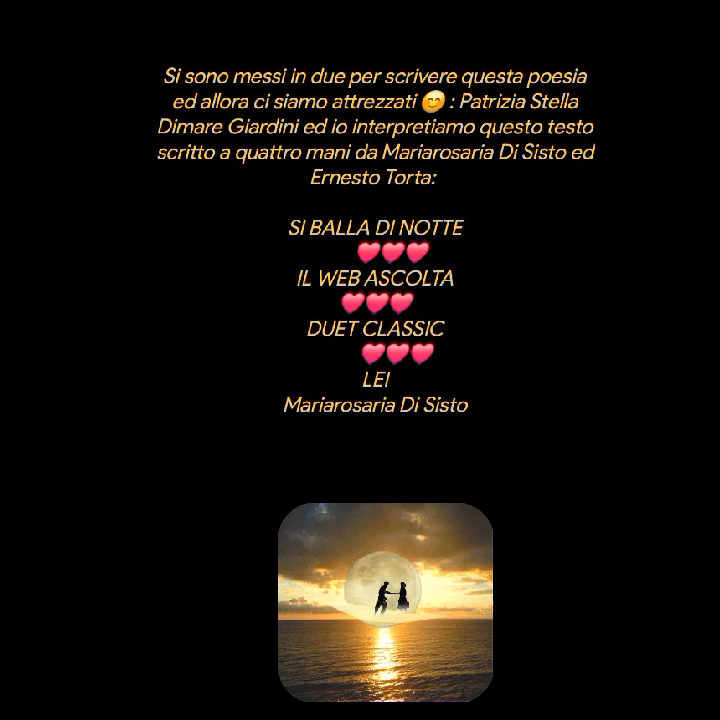 Si sono messi in due per scrivere questa poesia
ed allora ci siamo attrezzati 😊 : Patrizia Stella
Dimare Giardini ed io interpretiamo questo testo
scritto a quattro mani da Mariarosaria Di Sisto ed
Ernesto Torta:
SI BALLA DI NOTTE
❤️❤️❤️
IL WEB ASCOLTA
❤️❤️❤️
DUET CLASSIC
❤️❤️❤️
LEI
Mariarosaria Di Sisto